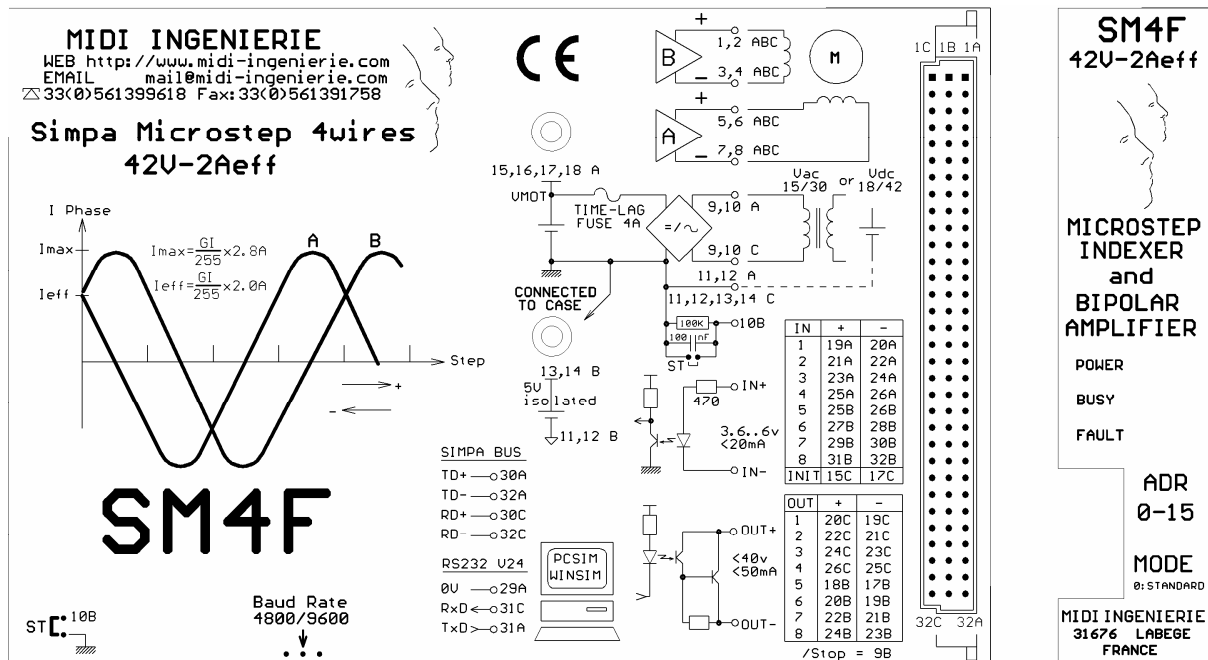 MIDI INGENIERIE
WEB http://www.midi-ingenierie.com
EMAIL mail@midi-ingenierie.com
33(0)561399618 Fax:33(0)561391758
Simpa Microstep 4wires
42V-2Aeff
I Phase
Imax
Ieff
Imax=GI/255×2.8A
Ieff=GI/255×2.0A
A
B
Step
+
-
SM4F
ST
10B
Baud Rate
4800/9600
CE
B
+
-
1,2 ABC
3,4 ABC
M
A
+
-
5,6 ABC
7,8 ABC
15,16,17,18 A
VMOT
TIME-LAG
FUSE 4A
=/~
9,10 A
9,10 C
Vac
15/30
or
Vdc
18/42
11,12 A
11,12,13,14 C
CONNECTED
TO CASE
100K
100 nF
10B
ST
13,14 B
5V
isolated
11,12 B
IN+
470
3.6..6v
<20mA
IN-
SIMPA BUS
TD+ 30A
TD- 32A
RD+ 30C
RD- 32C
RS232 V24
0V 29A
RxD 31C
TxD 31A
PCSIM
WINSIM
OUT+
<40v
<50mA
OUT-
IN + -
1 19A 20A
2 21A 22A
3 23A 24A
4 25A 26A
5 25B 26B
6 27B 28B
7 29B 30B
8 31B 32B
INIT 15C 17C
OUT + -
1 20C 19C
2 22C 21C
3 24C 23C
4 26C 25C
5 18B 17B
6 20B 19B
7 22B 21B
8 24B 23B
/Stop = 9B
1C 1B 1A
32C 32A
SM4F
42V-2Aeff
MICROSTEP
INDEXER
and
BIPOLAR
AMPLIFIER
POWER
BUSY
FAULT
ADR
0-15
MODE
0:STANDARD
MIDI INGENIERIE
31676 LABEGE
FRANCE